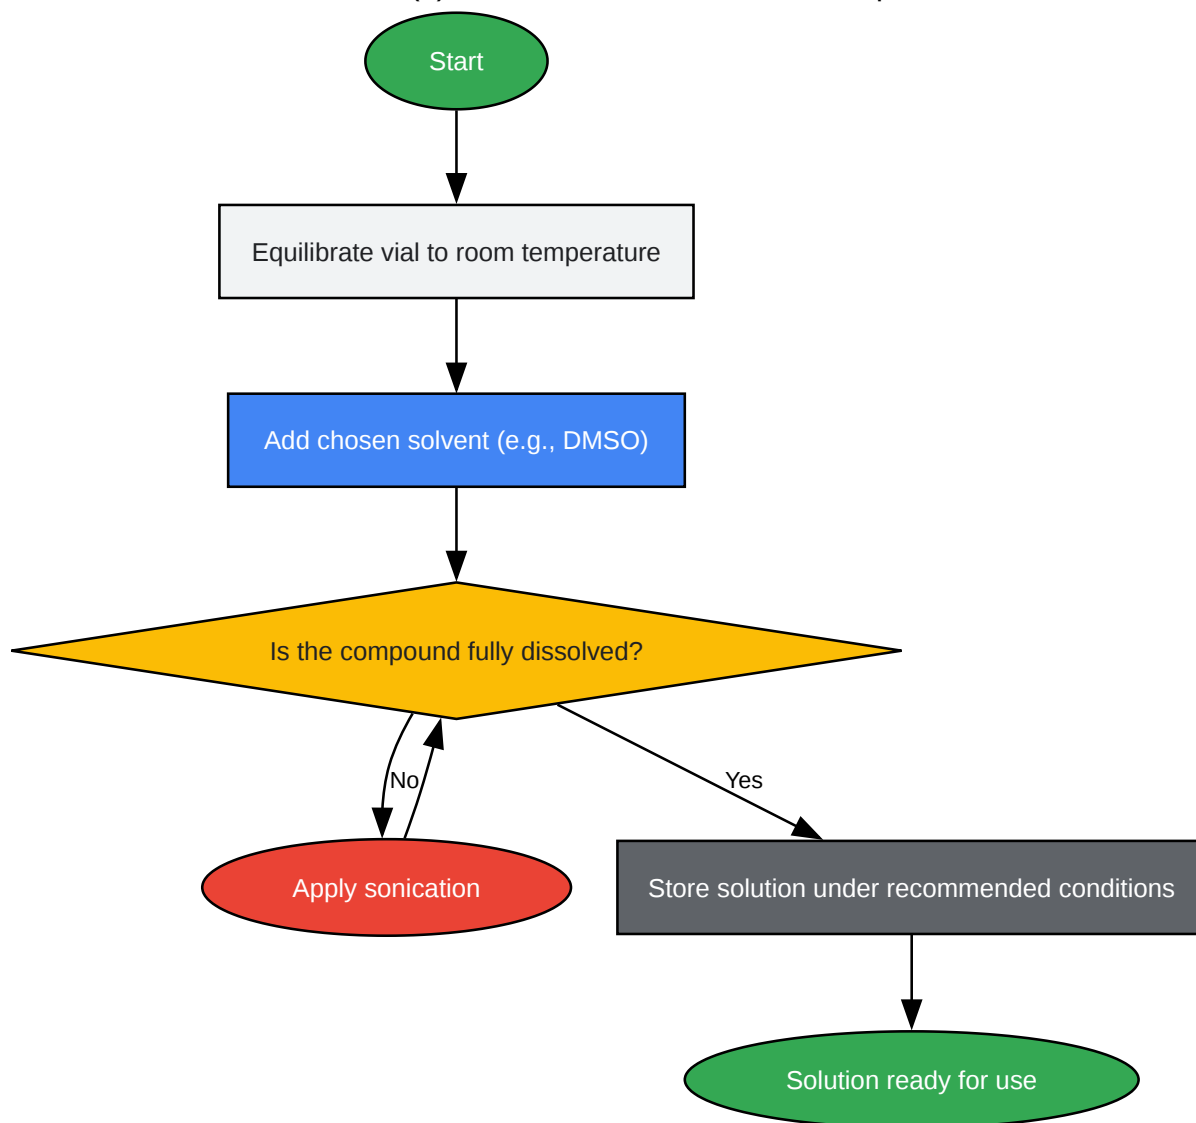 Start
Equilibrate vial to room temperature
Add chosen solvent (e.g., DMSO)
Is the compound fully dissolved?
No
Yes
Apply sonication
Store solution under recommended conditions
Solution ready for use